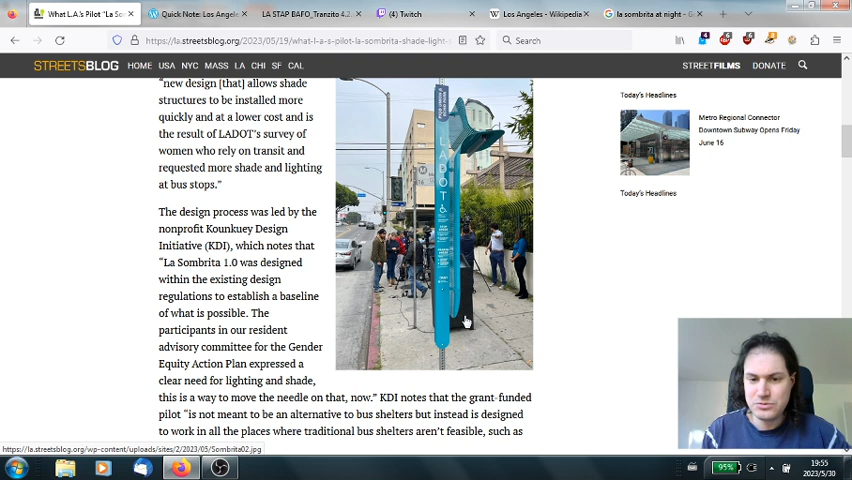 What L.A.'s Pilot "La So
Quick Note: Los Angeles
LA STAP BAFO_Tranzito 4.2.
(4) Twitch
Los Angeles - Wikipedia
la sombrita at night - G
https://la.streetsblog.org/2023/05/19/what-l-a-s-pilot-la-sombrita-shade-light-
Search
STREETSBLOG HOME USA NYC MASS LA CHI SF CAL
STREETFILMS DONATE
"new design [that] allows shade
structures to be installed more
quickly and at a lower cost and is
the result of LADOT's survey of
women who rely on transit and
requested more shade and lighting
at bus stops."
The design process was led by the
nonprofit Kounkuey Design
Initiative (KDI), which notes that
"La Sombrita 1.0 was designed
within the existing design
regulations to establish a baseline
of what is possible. The
participants in our resident
advisory committee for the Gender
Equity Action Plan expressed a
clear need for lighting and shade,
this is a way to move the needle on that, now." KDI notes that the grant-funded
pilot "is not meant to be an alternative to bus shelters but instead is designed
to work in all the places where traditional bus shelters aren't feasible, such as
LADOT
Today's Headlines
Metro Regional Connector
Downtown Subway Opens Friday
June 16
Today's Headlines
https://la.streetsblog.org/wp-content/uploads/sites/2/2023/05/Sombrita02.jpg
95%
19:55
2023/5/30